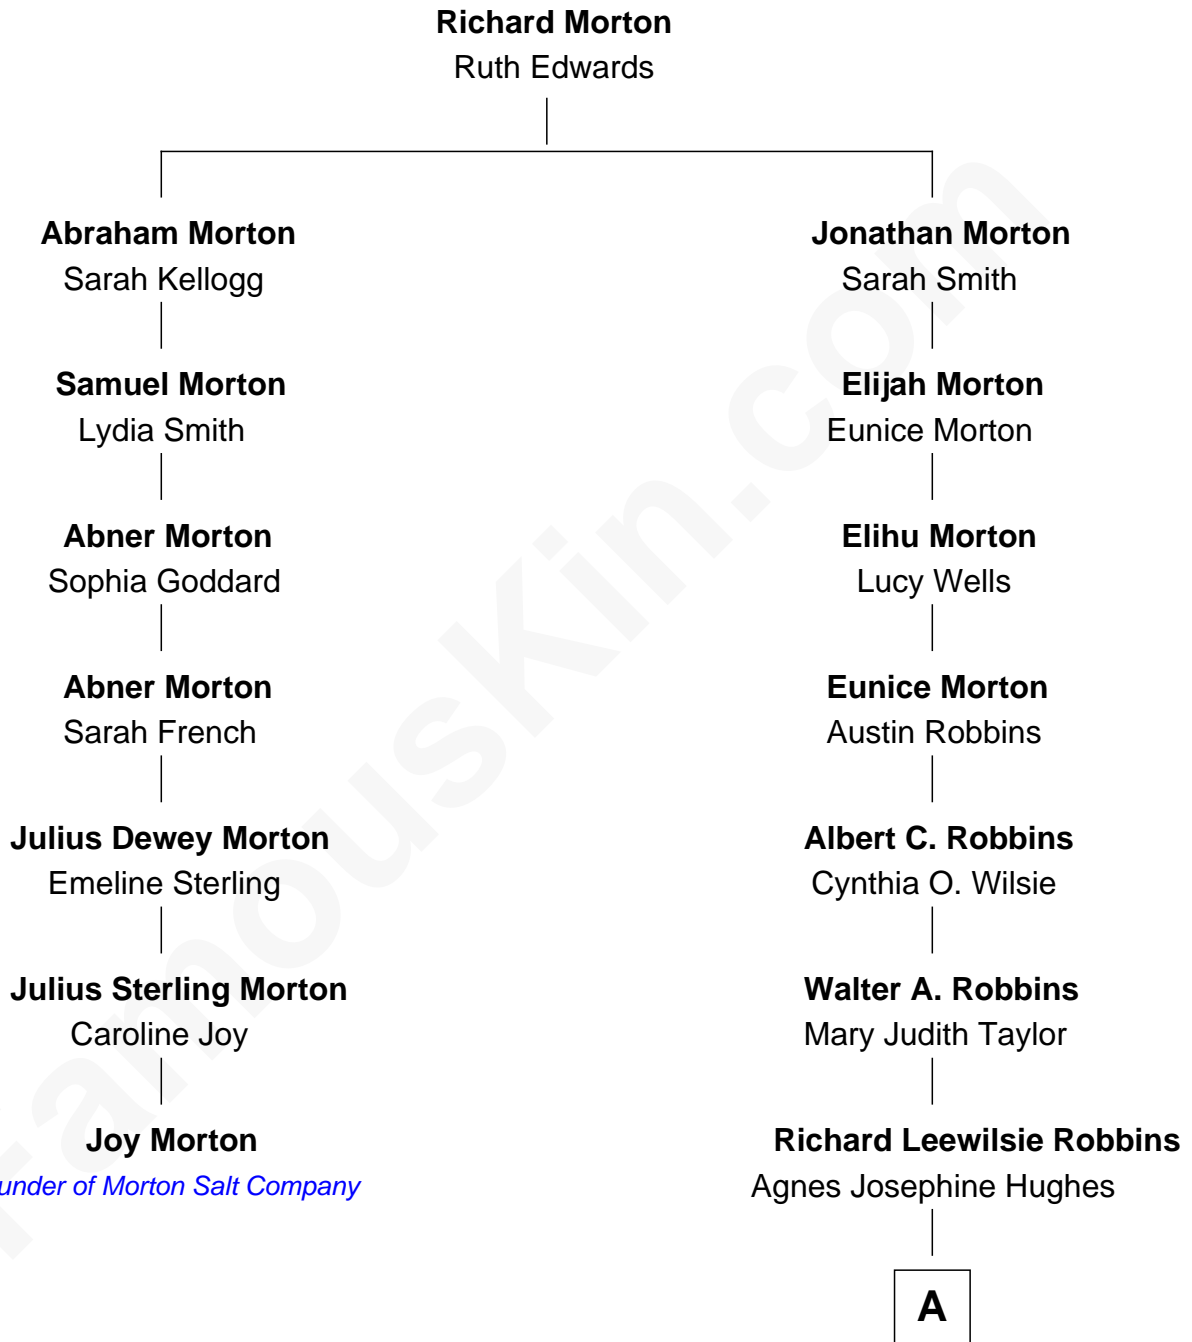 Richard Morton
Ruth Edwards
Abraham Morton
Sarah Kellogg
Samuel Morton
Lydia Smith
Abner Morton
Sophia Goddard
Abner Morton
Sarah French
Julius Dewey Morton
Emeline Sterling
Julius Sterling Morton
Caroline Joy
Joy Morton
under of Morton Salt Company
Jonathan Morton
Sarah Smith
Elijah Morton
Eunice Morton
Elihu Morton
Lucy Wells
Eunice Morton
Austin Robbins
Albert C. Robbins
Cynthia O. Wilsie
Walter A. Robbins
Mary Judith Taylor
Richard Leewilsie Robbins
Agnes Josephine Hughes
A
FamousKin.com